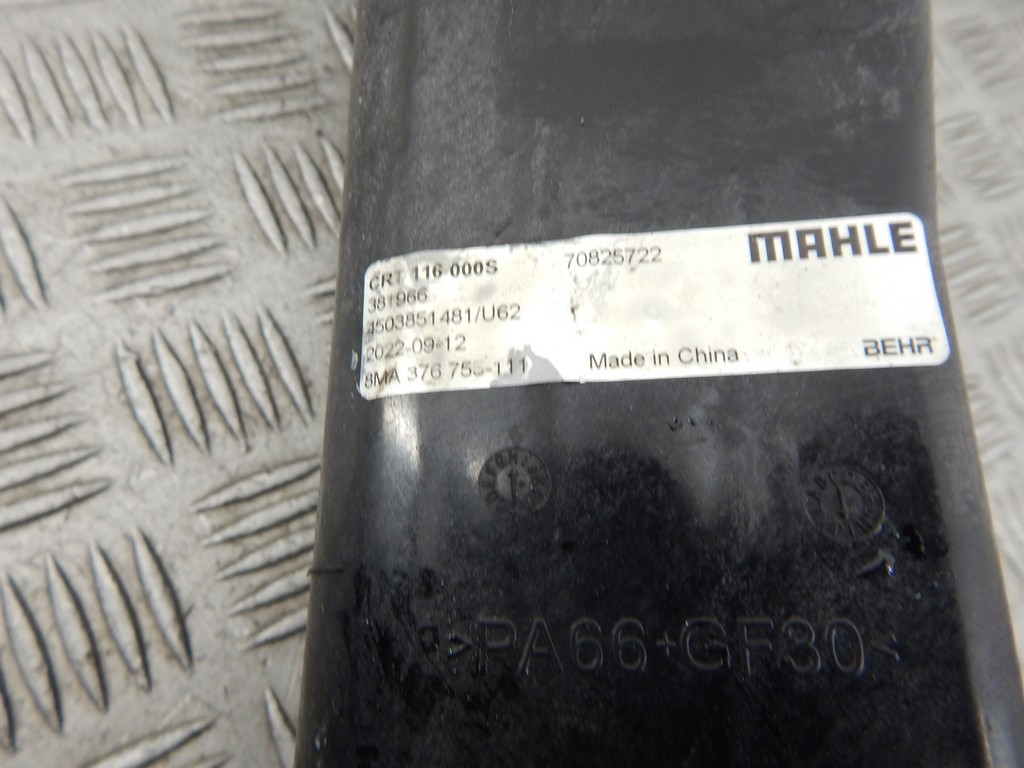 MAHLE
CRT 116 000S 70825722
381966
4503851481/U62
2022-09-12
8MA 376 755-111
Made in China
BEHR
>PA66+GF30<